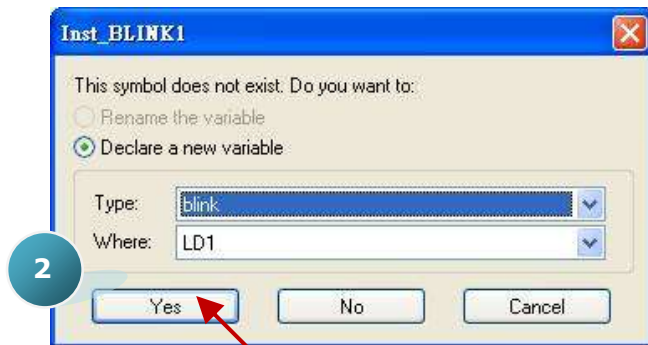 Inst_BLINK1
This symbol does not exist. Do you want to:
Rename the variable
Declare a new variable
Type: blink
Where: LD1
2
Yes No Cancel